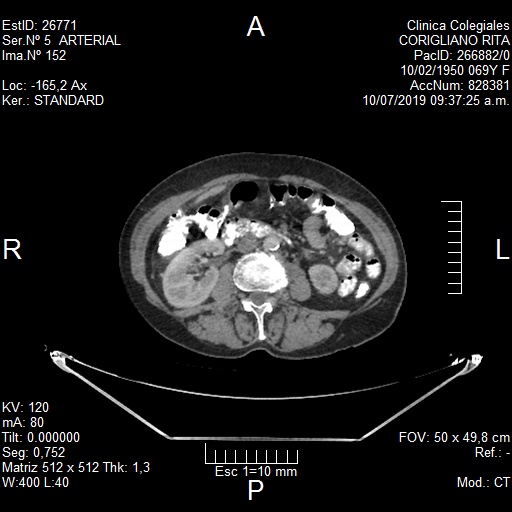 EstID: 26771
Ser.Nº 5  ARTERIAL
Ima.Nº 152
Loc: -165,2 Ax
Ker.: STANDARD
A
Clinica Colegiales
CORIGLIANO RITA
PacID: 266882/0
10/02/1950 069Y F
AccNum: 828381
10/07/2019 09:37:25 a.m.
R
L
KV: 120
mA: 80
Tilt: 0.000000
Seg: 0,752
Matriz 512 x 512 Thk: 1,3
W:400 L:40
Esc 1=10 mm
P
FOV: 50 x 49,8 cm
Ref.: -
Mod.: CT